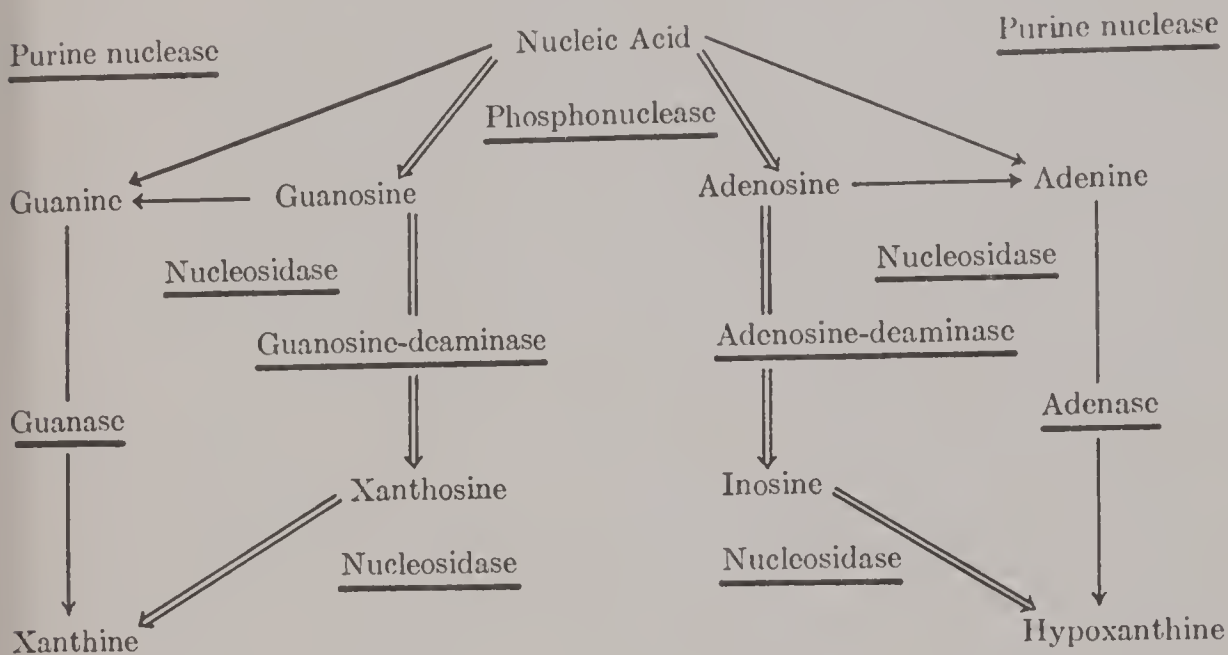 Purine nuclease
Nucleic Acid
Purine nuclease
Phosphonuclease
Guanine
Guanosine
Adenosine
Adenine
Nucleosidase
Nucleosidase
Guanosine-deaminase
Adenosine-deaminase
Guanase
Adenase
Xanthosine
Inosine
Nucleosidase
Nucleosidase
Xanthine
Hypoxanthine